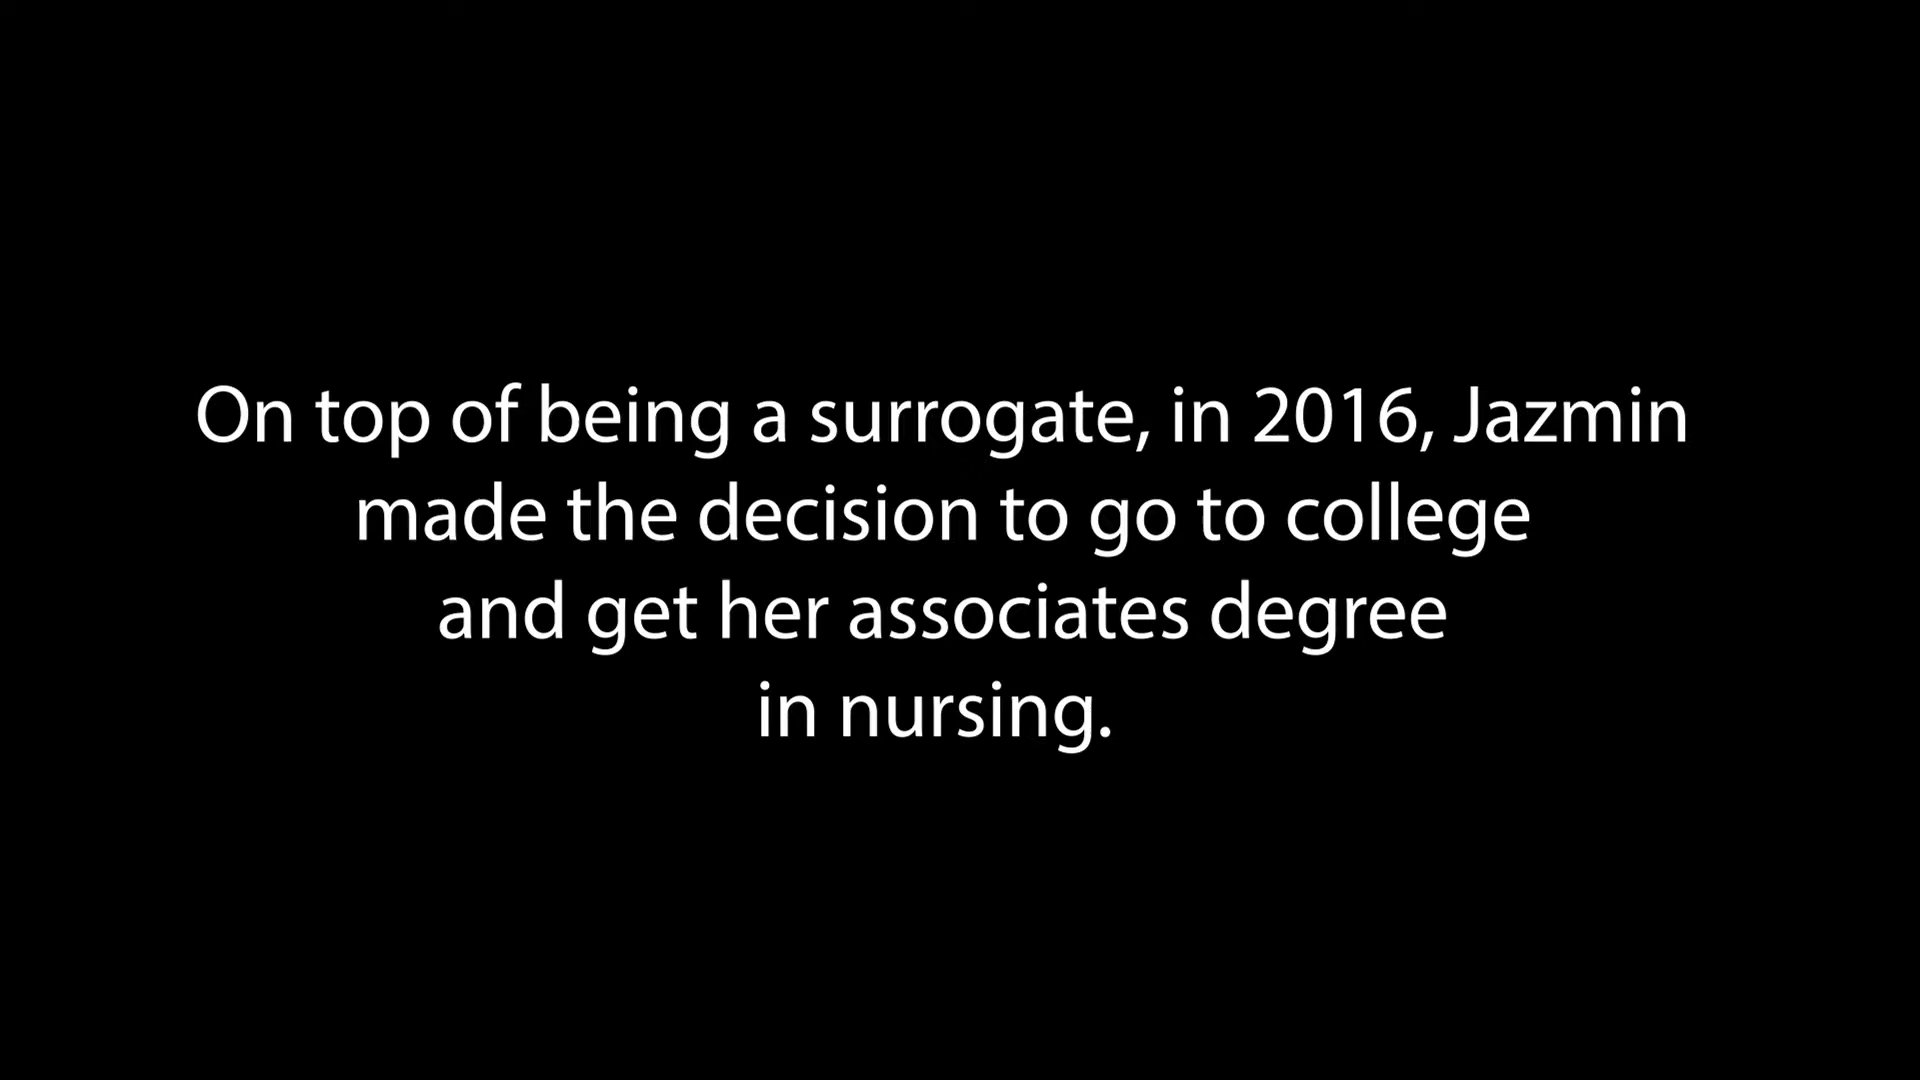 On top of being a surrogate, in 2016, Jazmin
made the decision to go to college
and get her associates degree
in nursing.